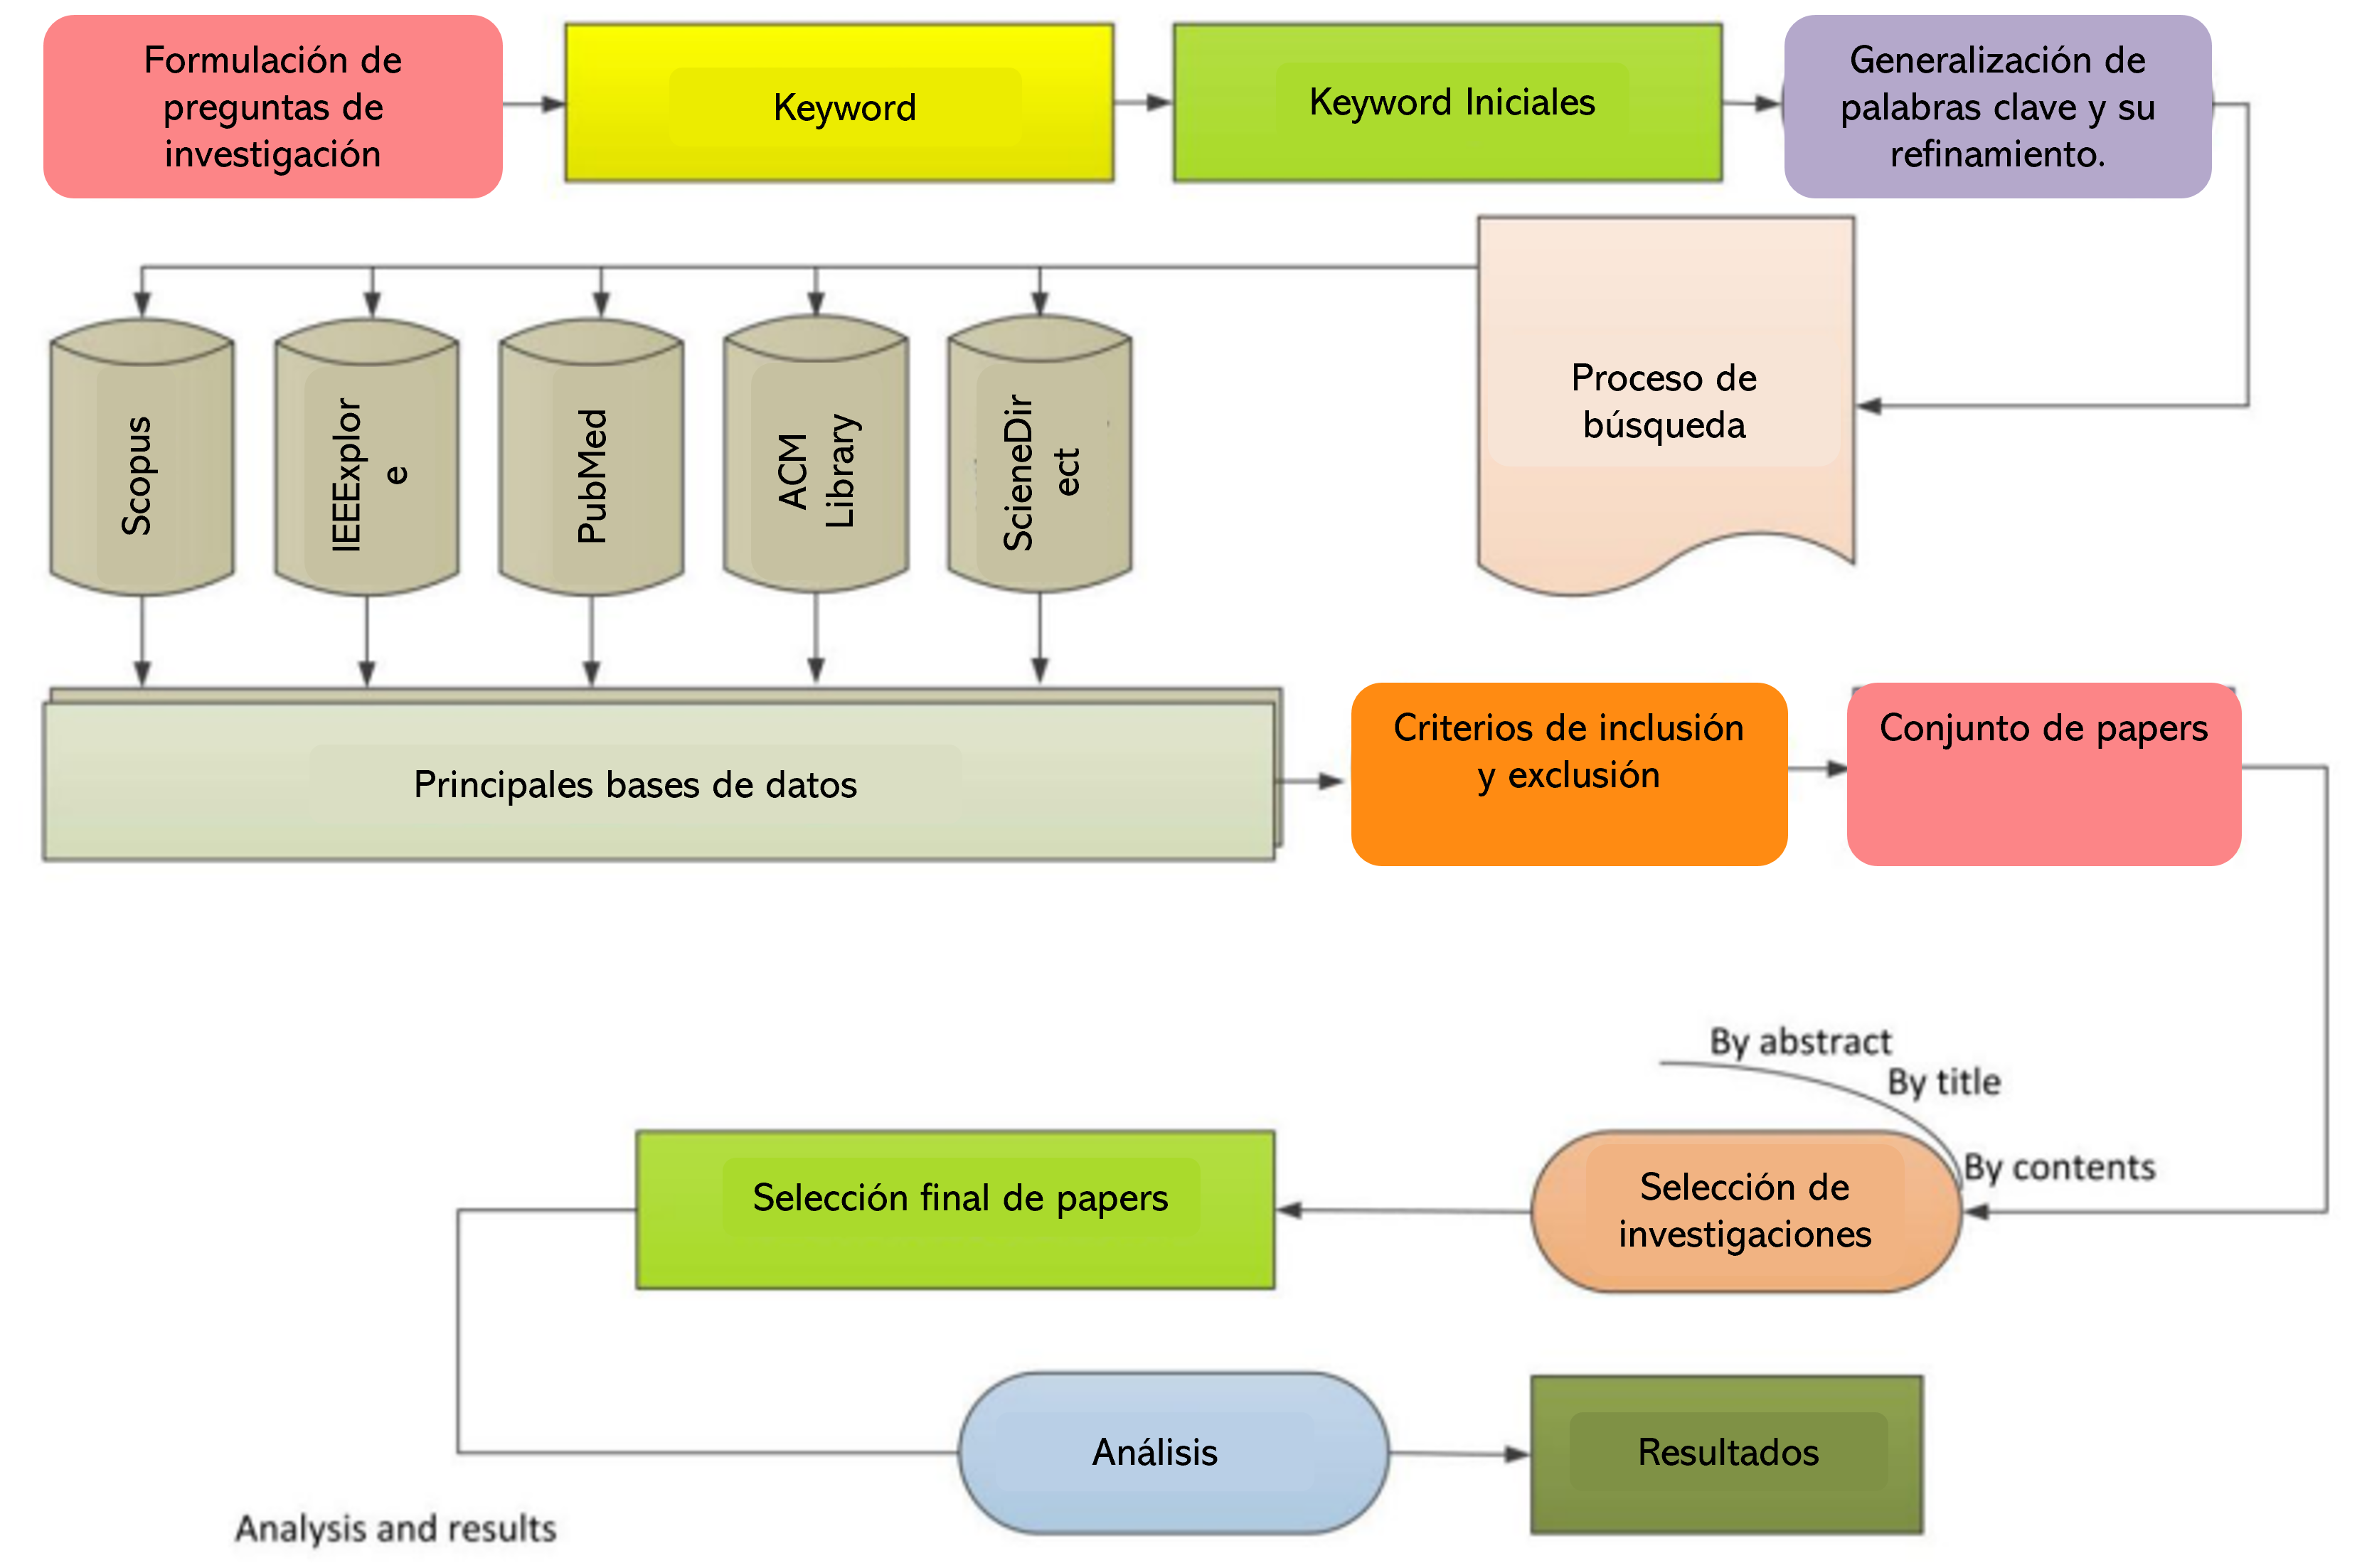 Formulación de
preguntas de
investigación
Keyword
Keyword Iniciales
Generalización de
palabras clave y su
refinamiento.
Proceso de
búsqueda
Scopus
IEEExplor
e
PubMed
ACM
Library
ScieneDir
ect
Principales bases de datos
Criterios de inclusión
y exclusión
Conjunto de papers
By abstract
By title
By contents
Selección de
investigaciones
Selección final de papers
Análisis
Resultados
Analysis and results